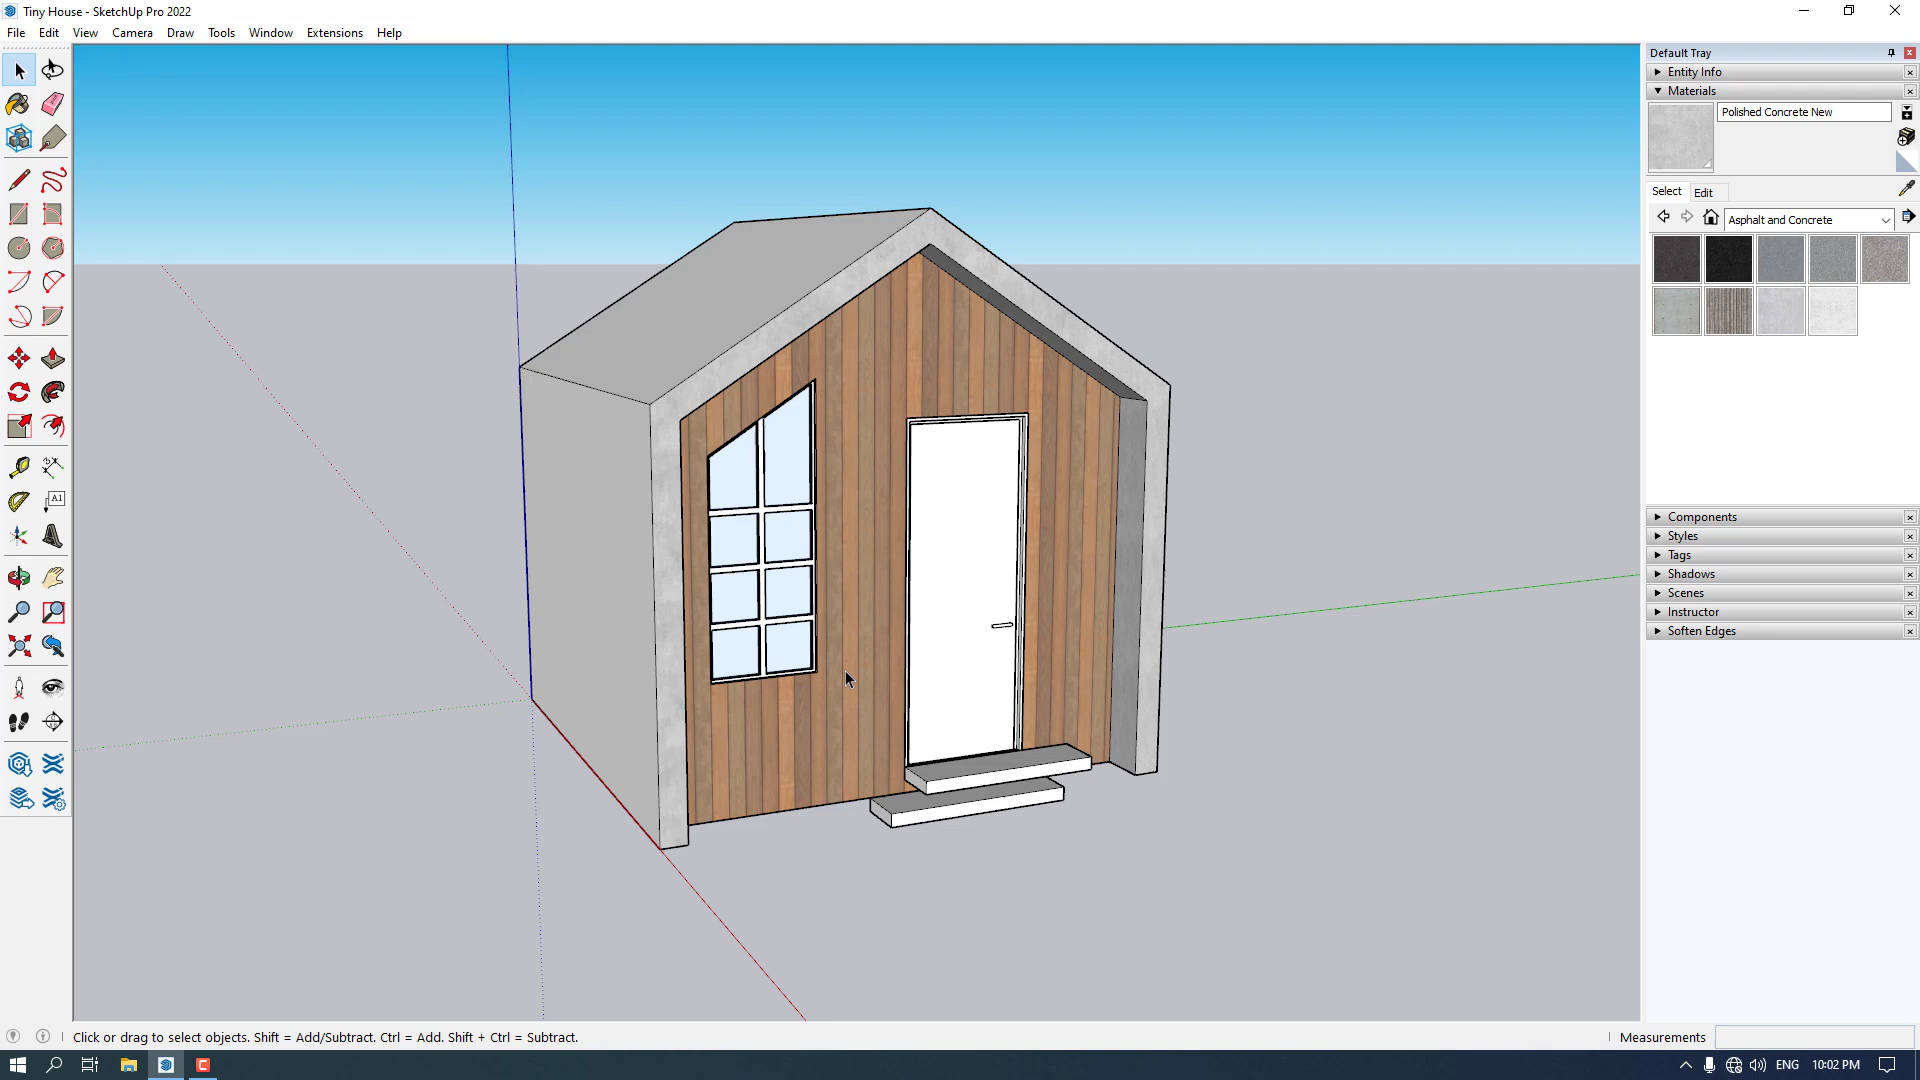 Tiny House - SketchUp Pro 2022
File Edit View Camera Draw Tools Window Extensions Help
Default Tray
Entity Info
Materials
Polished Concrete New
Select Edit
Asphalt and Concrete
A1
Components
Styles
Tags
Shadows
Scenes
Instructor
Soften Edges
Click or drag to select objects. Shift = Add/Subtract. Ctrl = Add. Shift + Ctrl = Subtract.
Measurements
C
ENG 10:02 PM